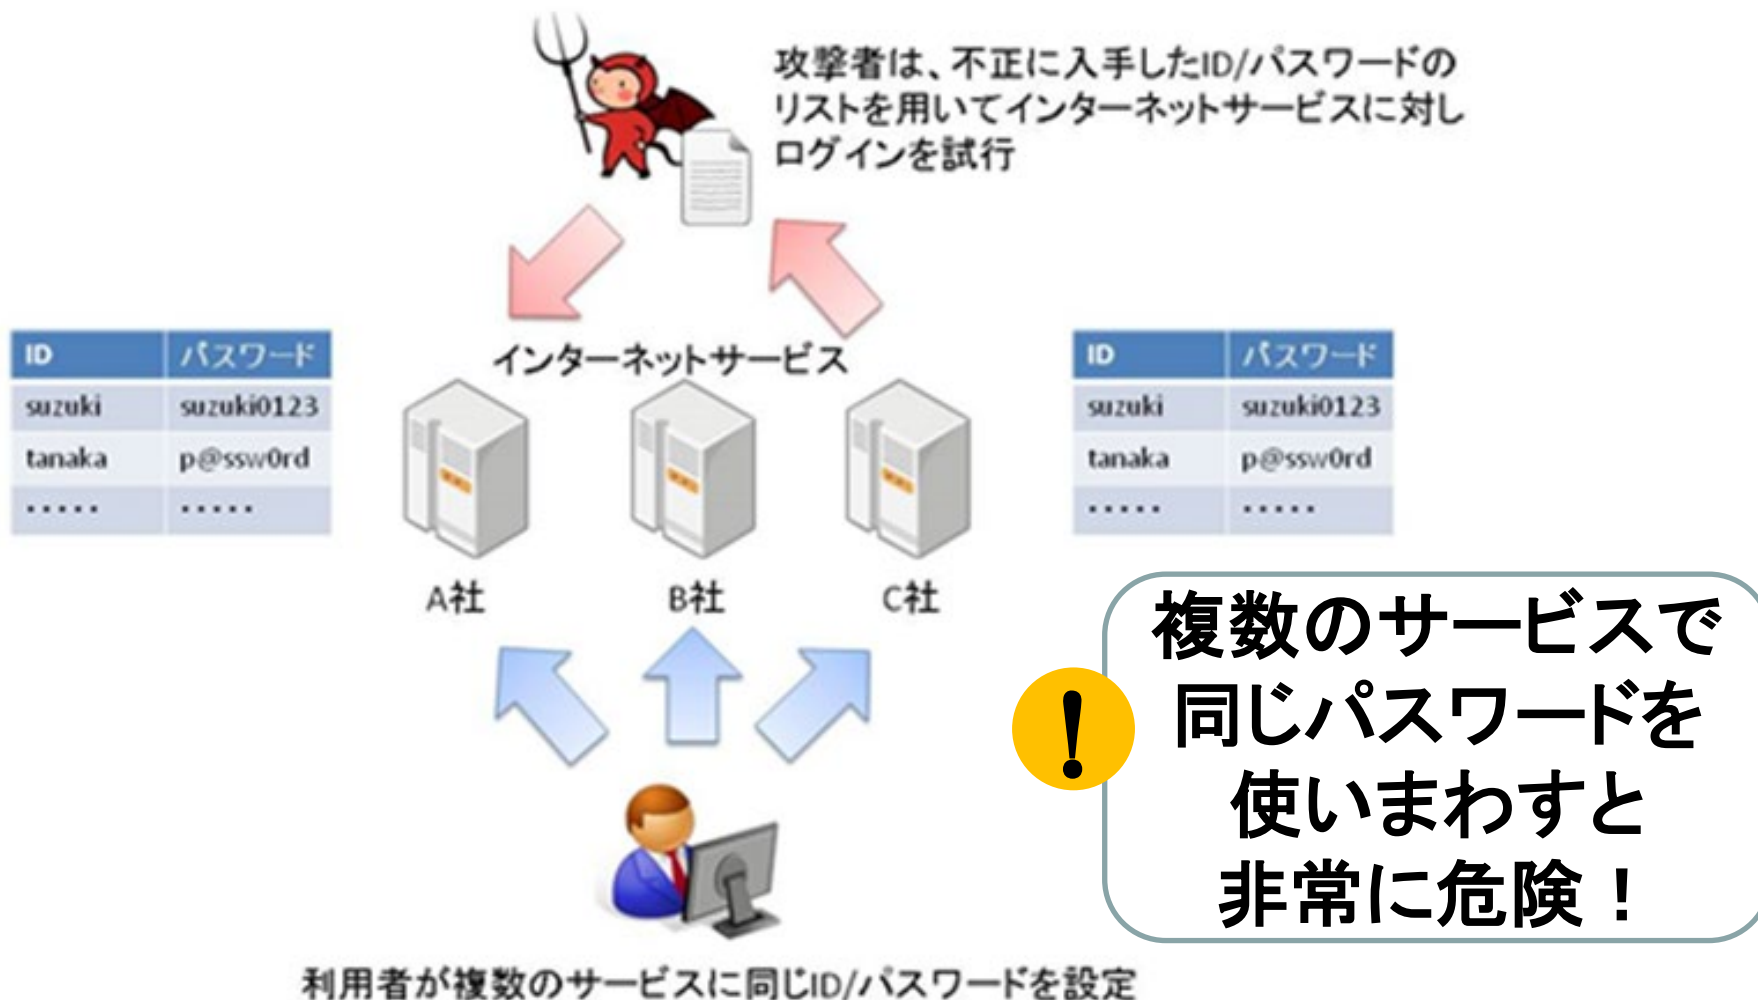 攻撃者は、不正に入手したID/パスワードの
リストを用いてインターネットサービスに対し
ログインを試行
インターネットサービス
ID パスワード
suzuki suzuki0123
tanaka p@ssw0rd
・・・・・ ・・・・・
ID パスワード
suzuki suzuki0123
tanaka p@ssw0rd
・・・・・ ・・・・・
A社 B社 C社
!
複数のサービスで
同じパスワードを
使いまわすと
非常に危険！
利用者が複数のサービスに同じID/パスワードを設定